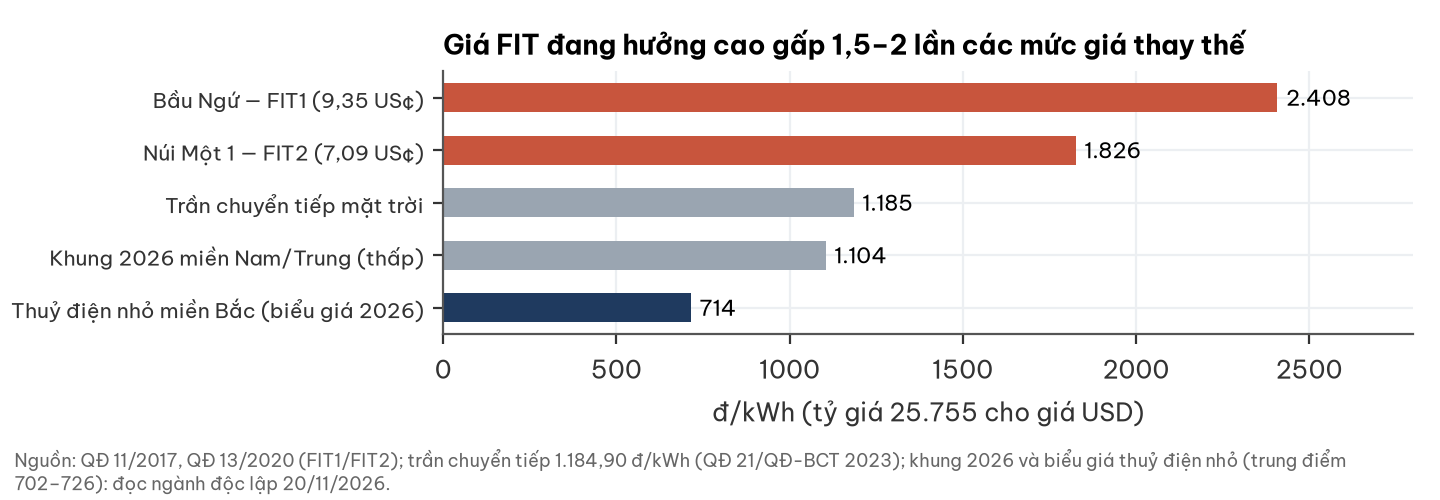 Giá FIT đang hưởng cao gấp 1,5–2 lần các mức giá thay thế
Bầu Ngứ — FIT1 (9,35 US¢)
2.408
Núi Một 1 — FIT2 (7,09 US¢)
1.826
Trần chuyển tiếp mặt trời
1.185
Khung 2026 miền Nam/Trung (thấp)
1.104
Thuỷ điện nhỏ miền Bắc (biểu giá 2026)
714
0 500 1000 1500 2000 2500
đ/kWh (tỷ giá 25.755 cho giá USD)
Nguồn: QĐ 11/2017, QĐ 13/2020 (FIT1/FIT2); trần chuyển tiếp 1.184,90 đ/kWh (QĐ 21/QĐ-BCT 2023); khung 2026 và biểu giá thuỷ điện nhỏ (trung điểm
702–726): đọc ngành độc lập 20/11/2026.